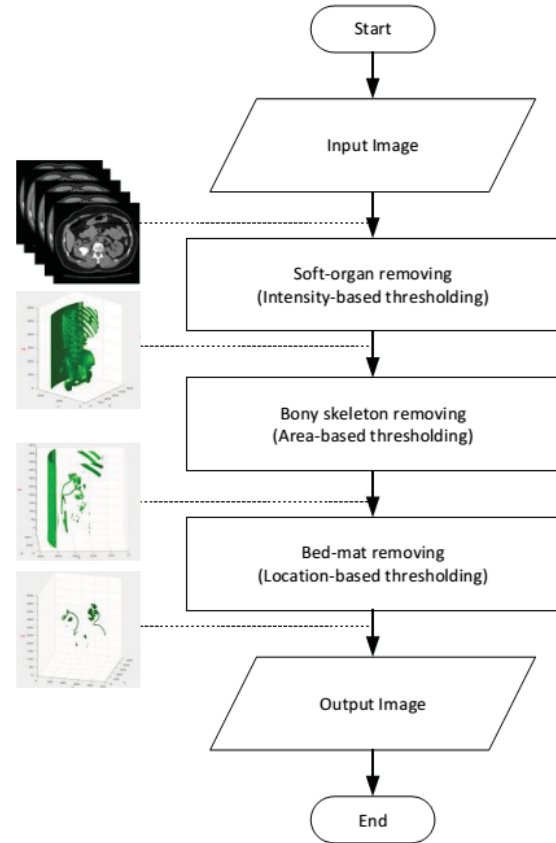 Start
Input Image
Soft-organ removing
(Intensity-based thresholding)
Bony skeleton removing
(Area-based thresholding)
Bed-mat removing
(Location-based thresholding)
Output Image
End